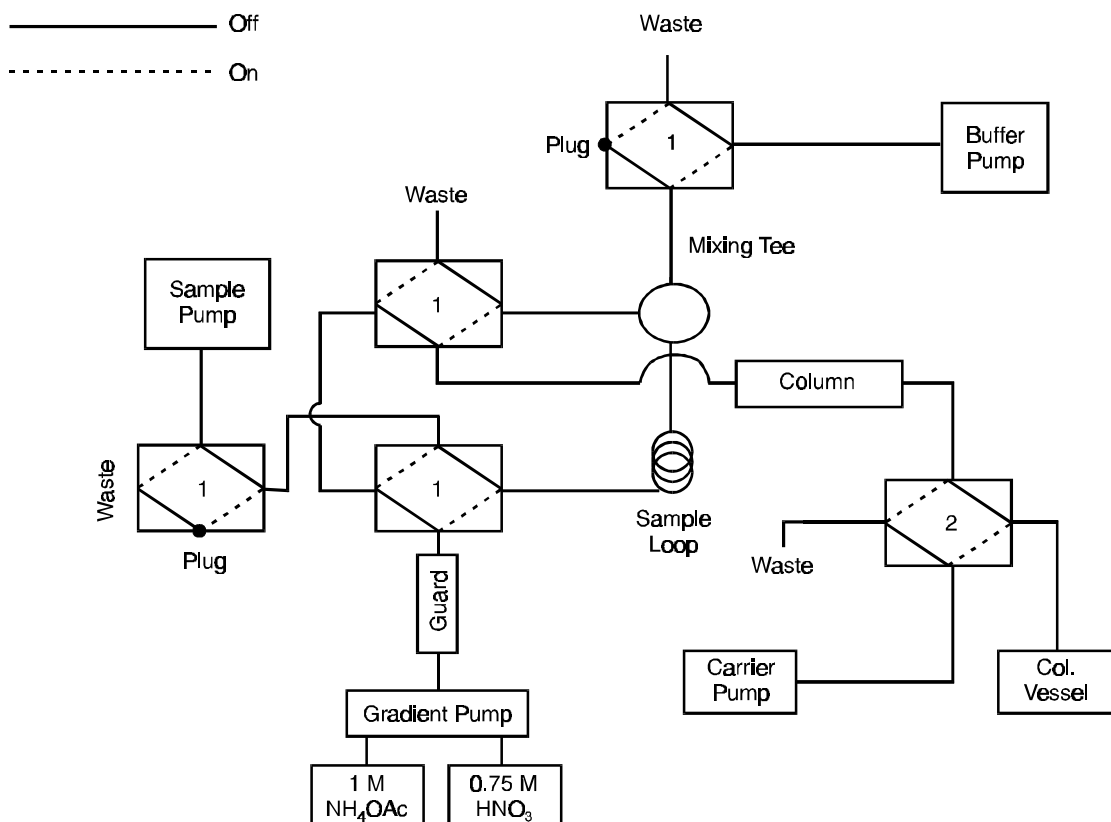 Off
On
Waste
Plug
1
Buffer
Pump
Waste
Mixing Tee
Sample
Pump
1
Column
Waste
1
1
Sample
Loop
2
Plug
Waste
Guard
Carrier
Pump
Col.
Vessel
Gradient Pump
1 M
NH₄OAc
0.75 M
HNO₃